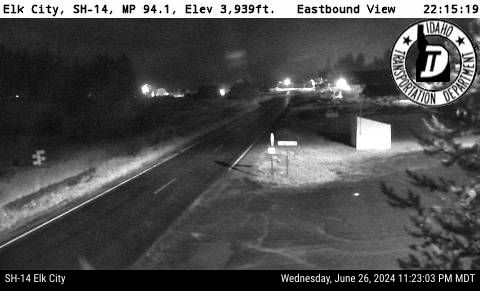 Elk City, SH-14, MP 94.1, Elev 3,939ft. Eastbound View 22:15:19
IDAHO
TRANSPORTATION DEPARTMENT
SH-14 Elk City Wednesday, June 26, 2024 11:23:03 PM MDT